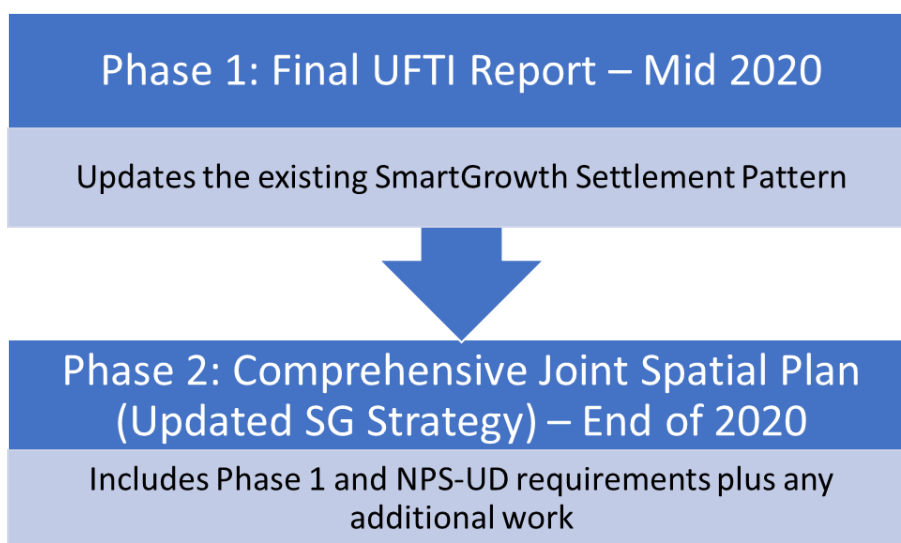 Phase 1: Final UFTI Report – Mid 2020
Updates the existing SmartGrowth Settlement Pattern
Phase 2: Comprehensive Joint Spatial Plan
(Updated SG Strategy) – End of 2020
Includes Phase 1 and NPS-UD requirements plus any
additional work